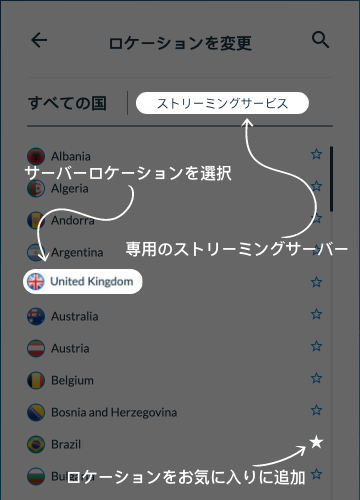 ロケーションを変更
すべての国
ストリーミングサービス
Albania
サーバーロケーションを選択
Algeria
Andorra
専用のストリーミングサーバー
Argentina
United Kingdom
Australia
Austria
Belgium
Bosnia and Herzegovina
Brazil
ロケーションをお気に入りに追加